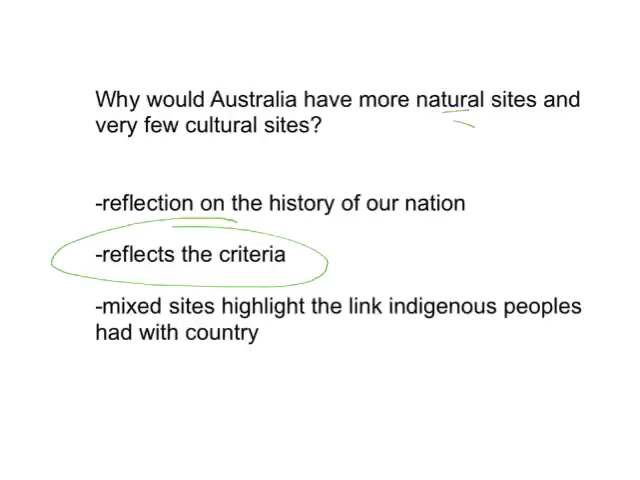 Why would Australia have more natural sites and
very few cultural sites?
-reflection on the history of our nation
-reflects the criteria
-mixed sites highlight the link indigenous peoples
had with country